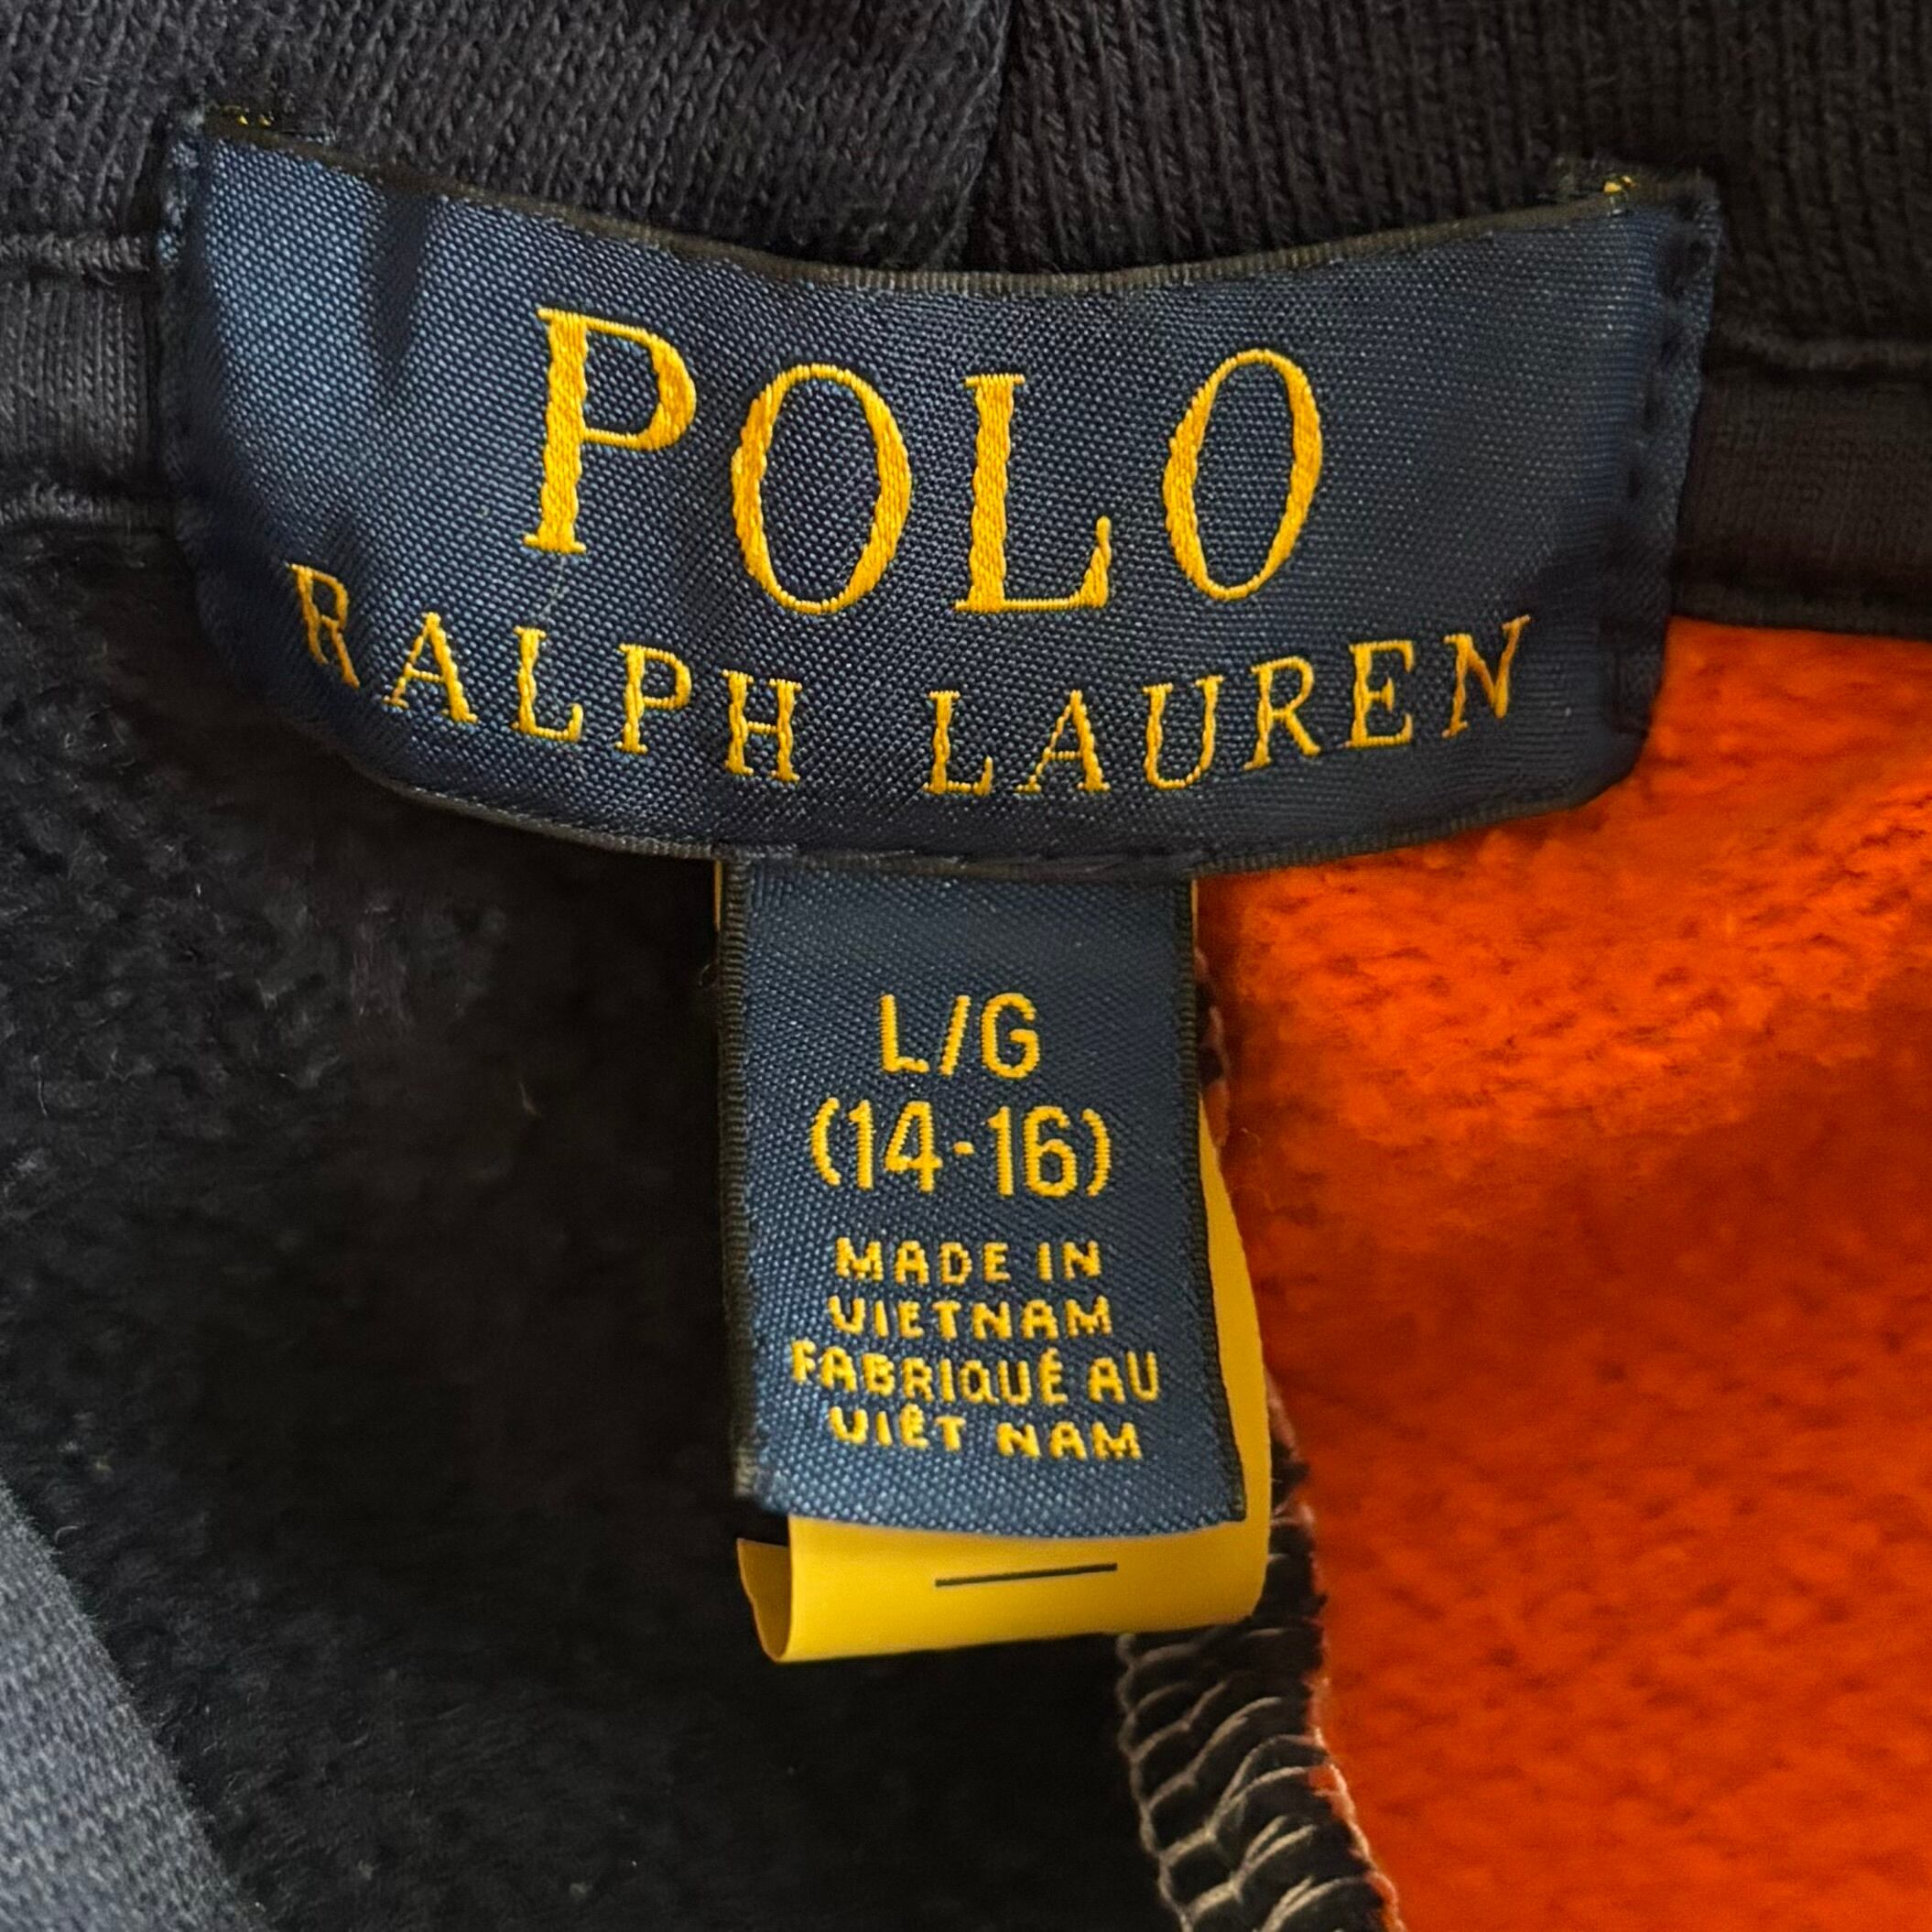 POLO
RALPH LAUREN
L/G
(14-16)
MADE IN
VIETNAM
FABRIQUÉ AU
VIÊT NAM